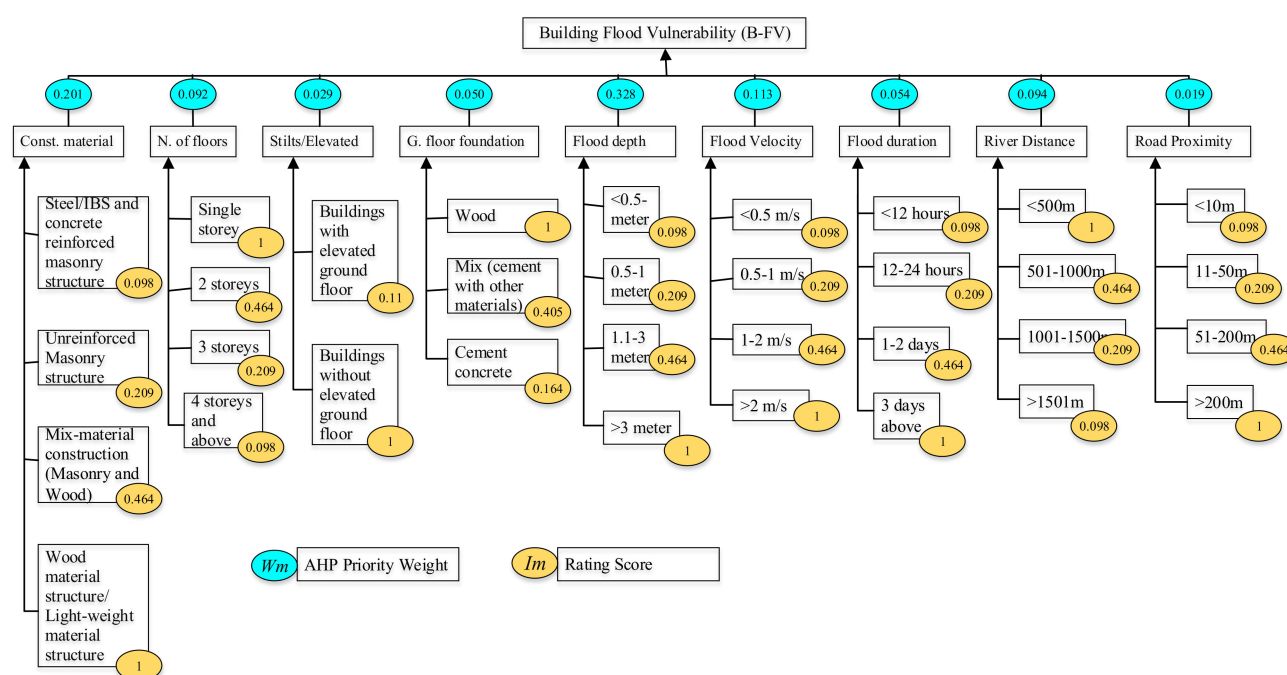 Building Flood Vulnerability (B-FV)
0.201
0.092
0.029
0.050
0.328
0.113
0.054
0.094
0.019
Const. material
N. of floors
Stilts/Elevated
G. floor foundation
Flood depth
Flood Velocity
Flood duration
River Distance
Road Proximity
Steel/IBS and
concrete
reinforced
masonry
structure
0.098
Unreinforced
Masonry
structure
0.209
Mix-material
construction
(Masonry and
Wood)
0.464
Wood
material
structure/
Light-weight
material
structure
1
Single
storey
1
2 storeys
0.464
3 storeys
0.209
4 storeys
and
above
0.098
Buildings
with
elevated
ground
floor
0.11
Buildings
without
elevated
ground
floor
1
Wood
1
Mix (cement
with other
materials)
0.405
Cement
concrete
0.164
<0.5-
meter
0.098
0.5-1
meter
0.209
1.1-3
meter
0.464
>3 meter
1
<0.5 m/s
0.098
0.5-1 m/s
0.209
1-2 m/s
0.464
>2 m/s
1
<12 hours
0.098
12-24 hours
0.209
1-2 days
0.464
3 days
above
1
<500m
1
501-1000m
0.464
1001-1500m
0.209
>1501m
0.098
<10m
0.098
11-50m
0.209
51-200m
0.464
>200m
1
Wm
AHP Priority Weight
Im
Rating Score